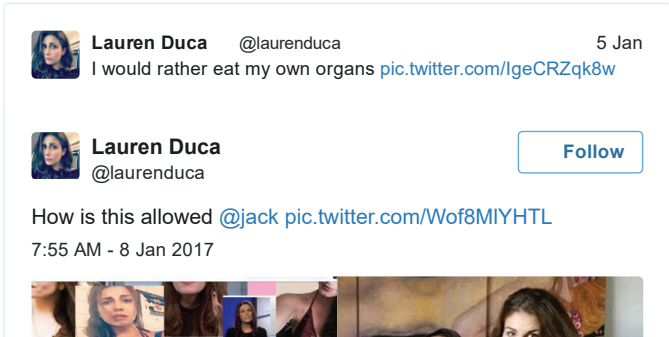 Lauren Duca @laurenduca 5 Jan
I would rather eat my own organs pic.twitter.com/IgeCRZqk8w
Lauren Duca
Follow
@laurenduca
How is this allowed @jack pic.twitter.com/Wof8MlYHTL
7:55 AM - 8 Jan 2017